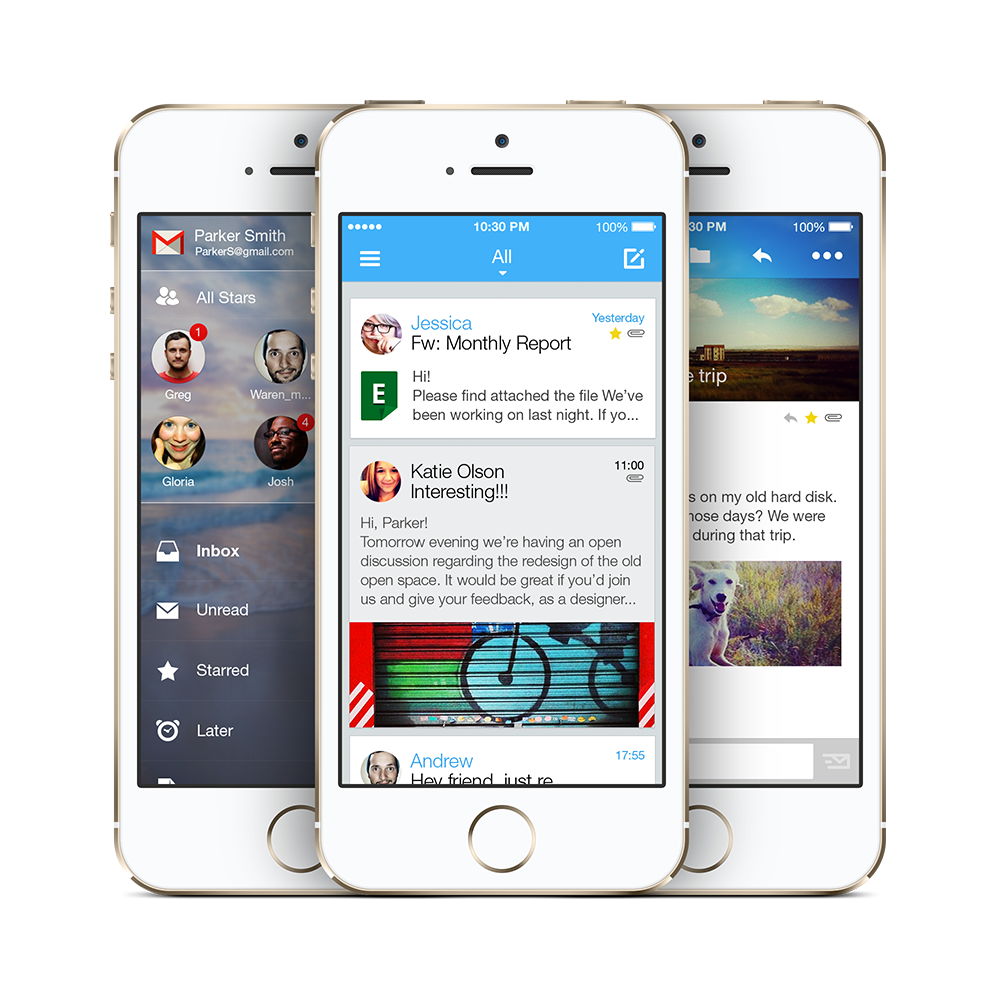 Parker Smith
ParkerS@gmail.com
All Stars
1
Greg
Waren_m...
4
Gloria
Josh
Inbox
Unread
Starred
Later
10:30 PM
100%
All
Jessica
Yesterday
Fw: Monthly Report
E
Hi!
Please find attached the file We've
been working on last night. If yo...
Katie Olson
11:00
Interesting!!!
Hi, Parker!
Tomorrow evening we're having an open
discussion regarding the redesign of the old
open space. It would be great if you'd join
us and give your feedback, as a designer...
Andrew
17:55
Hey friend, just re
30 PM
100%
trip
on my old hard disk.
those days? We were
during that trip.